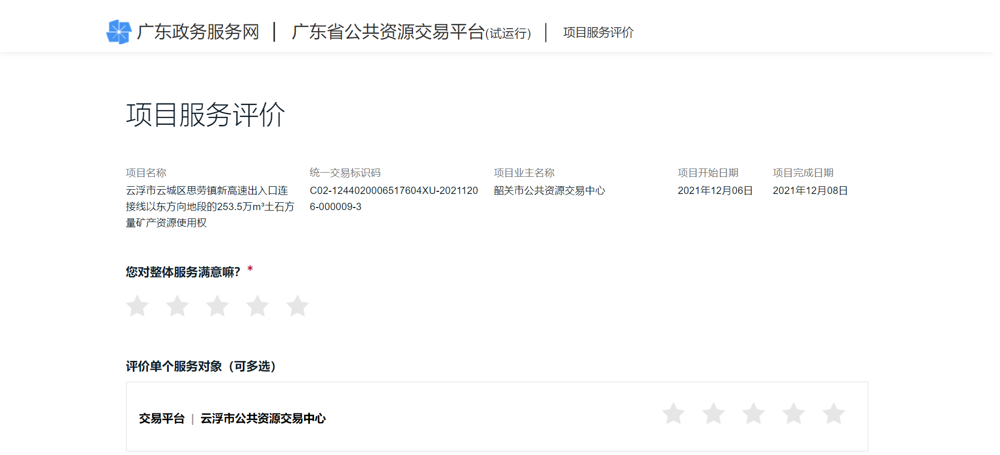 广东政务服务网 | 广东省公共资源交易平台(试运行) | 项目服务评价
项目服务评价
项目名称
云浮市云城区思劳镇新高速出入口连
接线以东方向地段的253.5万m³土石方
量矿产资源使用权
统一交易标识码
C02-1244020006517604XU-2021120
6-000009-3
项目业主名称
韶关市公共资源交易中心
项目开始日期
2021年12月06日
项目完成日期
2021年12月08日
您对整体服务满意嘛? *
评价单个服务对象（可多选）
交易平台 | 云浮市公共资源交易中心